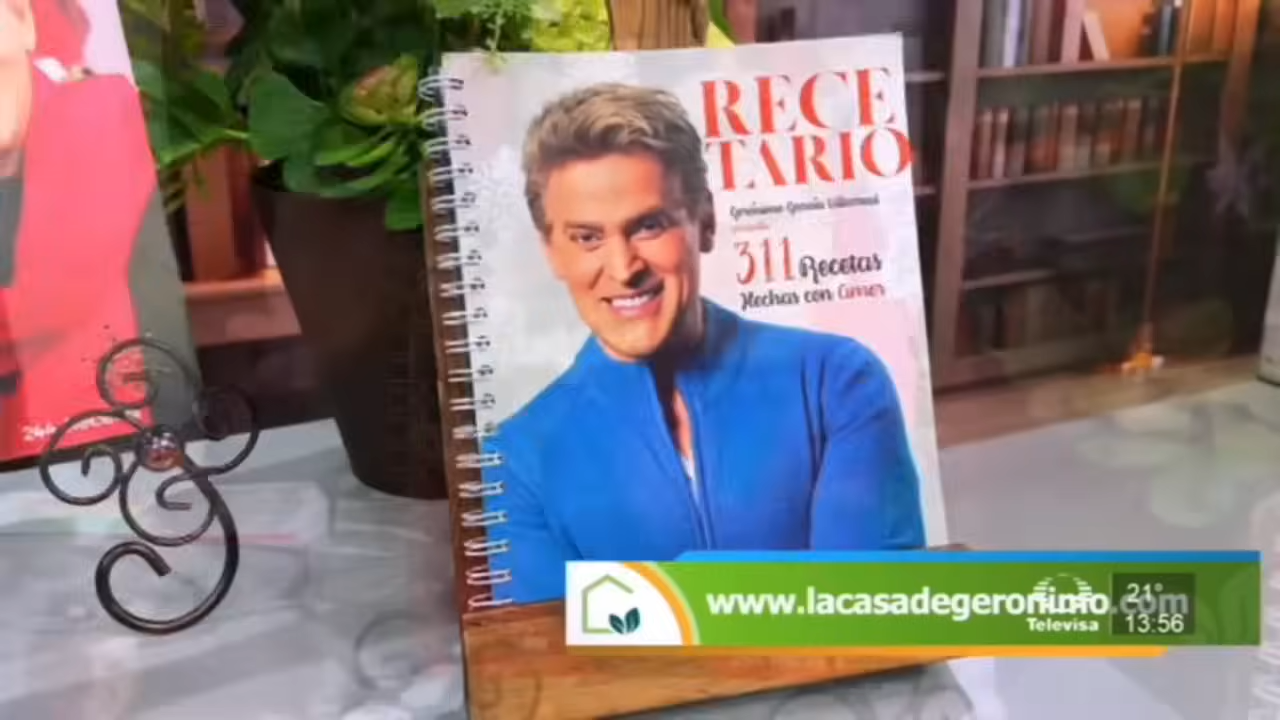 RECE
TARIO
311 Recetas
Hechas con amor
www.lacasadegeronimo.com
Televisa
21°
13:56